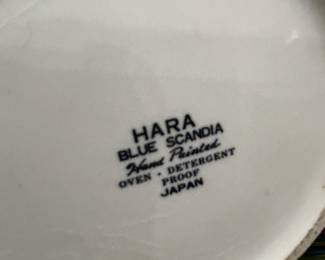 HARA
BLUE SCANDIA
Hand Painted
OVEN · DETERGENT
PROOF
JAPAN